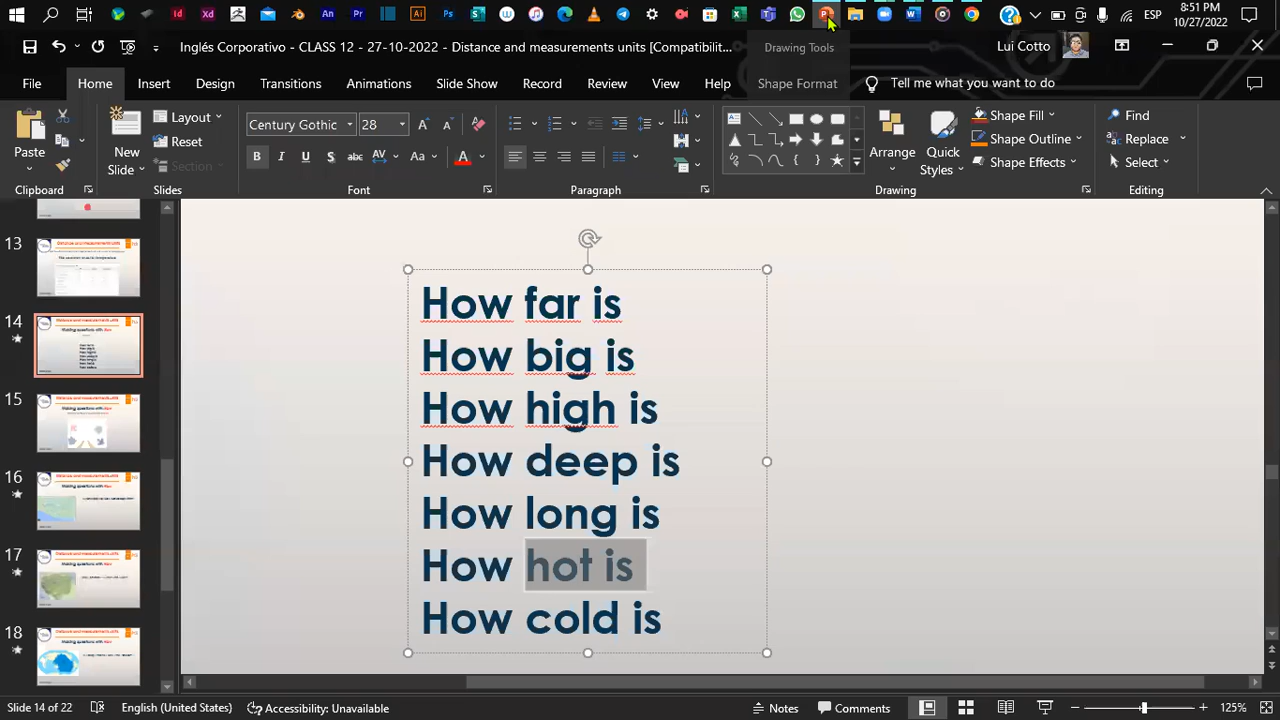 8:51 PM
ESP
10/27/2022
Inglés Corporativo - CLASS 12 - 27-10-2022 - Distance and measurements units [Compatibilit...
Drawing Tools
Lui Cotto
File
Home
Insert
Design
Transitions
Animations
Slide Show
Record
Review
View
Help
Shape Format
Tell me what you want to do
Paste
New
Slide
Layout
Reset
Section
Century Gothic
28
Arrange
Quick
Styles
Shape Fill
Shape Outline
Shape Effects
Find
Replace
Select
Clipboard
Slides
Font
Paragraph
Drawing
Editing
13
14
15
16
17
How far is
How big is
How high is
How deep is
How long is
How hot is
How cold is
Slide 14 of 22
English (United States)
Accessibility: Unavailable
Notes
Comments
125%